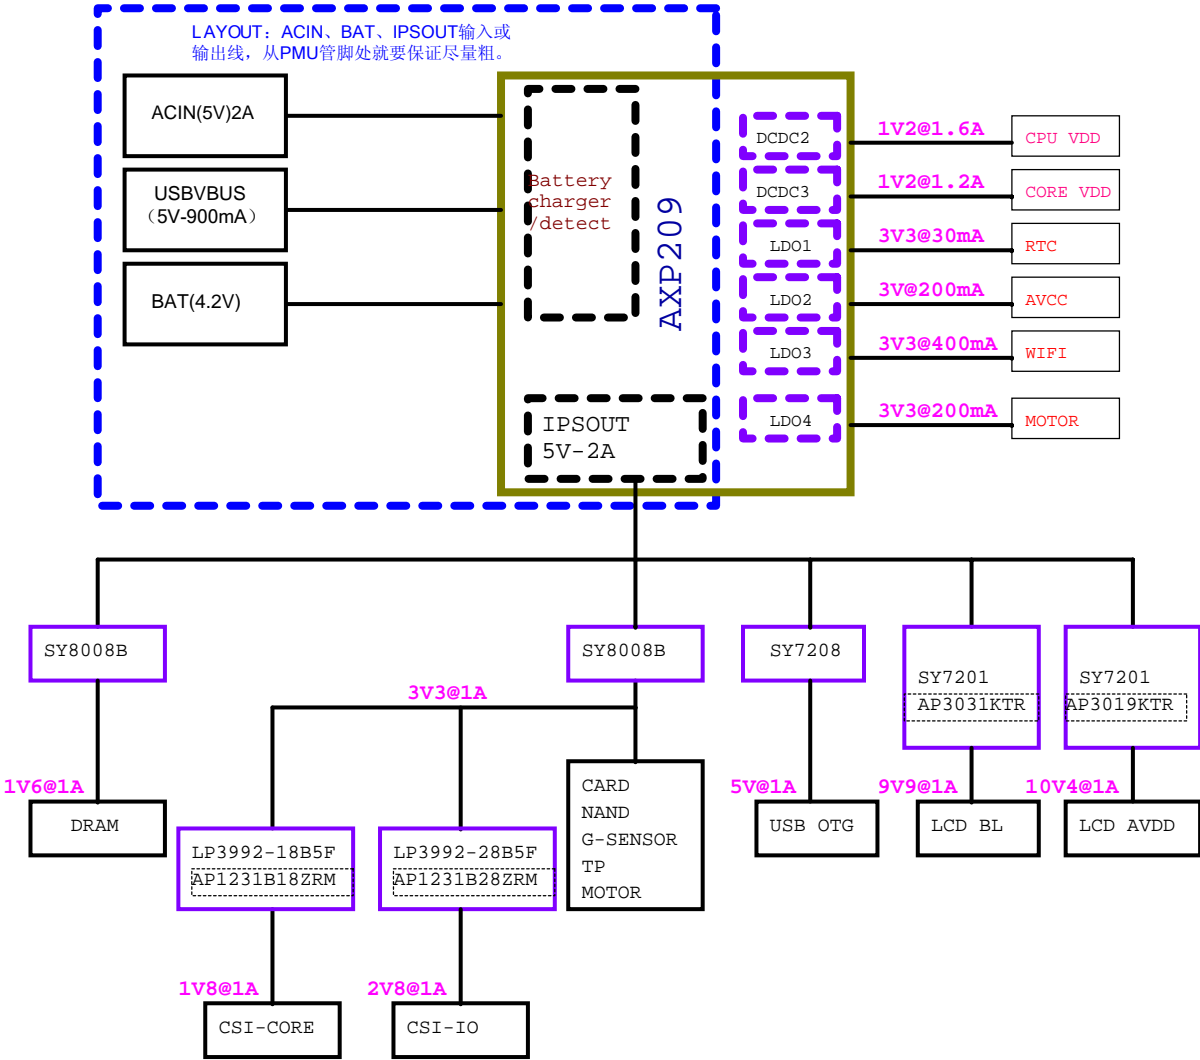 LAYOUT：ACIN、BAT、IPSOUT输入或
输出线，从PMU管脚处就要保证尽量粗。
ACIN(5V)2A
USBVBUS
（5V-900mA）
BAT(4.2V)
Battery
charger
/detect
AXP209
IPSOUT
5V-2A
DCDC2
1V2@1.6A
CPU VDD
DCDC3
1V2@1.2A
CORE VDD
LDO1
3V3@30mA
RTC
LDO2
3V@200mA
AVCC
LDO3
3V3@400mA
WIFI
LDO4
3V3@200mA
MOTOR
SY8008B
SY8008B
SY7208
SY7201
AP3031KTR
SY7201
AP3019KTR
3V3@1A
1V6@1A
DRAM
CARD
NAND
G-SENSOR
TP
MOTOR
5V@1A
USB OTG
9V9@1A
LCD BL
10V4@1A
LCD AVDD
LP3992-18B5F
AP1231B18ZRM
LP3992-28B5F
AP1231B28ZRM
1V8@1A
CSI-CORE
2V8@1A
CSI-IO